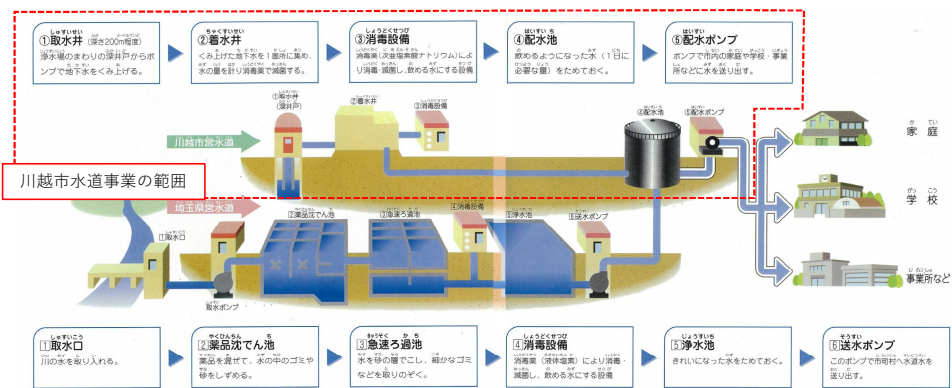 ①取水井（深さ200m程度）
浄水場のまわりの深井戸からポ
ンプで地下水をくみ上げる。
②着水井
くみ上げた地下水を1箇所に集め、
水の量を計り消毒薬で滅菌する。
③消毒設備
消毒薬（次亜塩素酸ナトリウム）によ
り消毒・滅菌し、飲める水にする設備
④配水池
飲めるようになった水（1日に
必要な量）をためておく。
⑤配水ポンプ
ポンプで市内の家庭や学校・事業
所などに水を送り出す。
①取水井
（深井戸）
②着水井
③消毒設備
④配水池
⑤配水ポンプ
川越市営水道
家庭
川越市水道事業の範囲
埼玉県営水道
学校
1取水口
取水ポンプ
2薬品沈でん池
3急速ろ過池
4消毒設備
5浄水池
6送水ポンプ
事業所など
1取水口
川の水を取り入れる。
2薬品沈でん池
薬品を混ぜて、水の中のゴミや
砂をしずめる。
3急速ろ過池
水を砂の層でこし、細かなゴミ
などを取りのぞく。
4消毒設備
消毒薬（液体塩素）により消毒・
滅菌し、飲める水にする設備
5浄水池
きれいになった水をためておく。
6送水ポンプ
このポンプで市町村へ水道水を
送り出す。